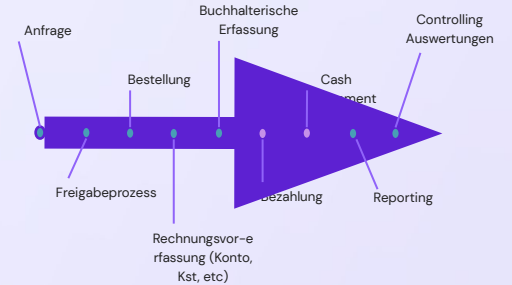 Anfrage
Buchhalterische
Erfassung
Controlling
Auswertungen
Bestellung
Cash
Freigabeprozess
Bezahlung
Reporting
Rechnungsvor-e
rfassung (Konto,
Kst, etc)